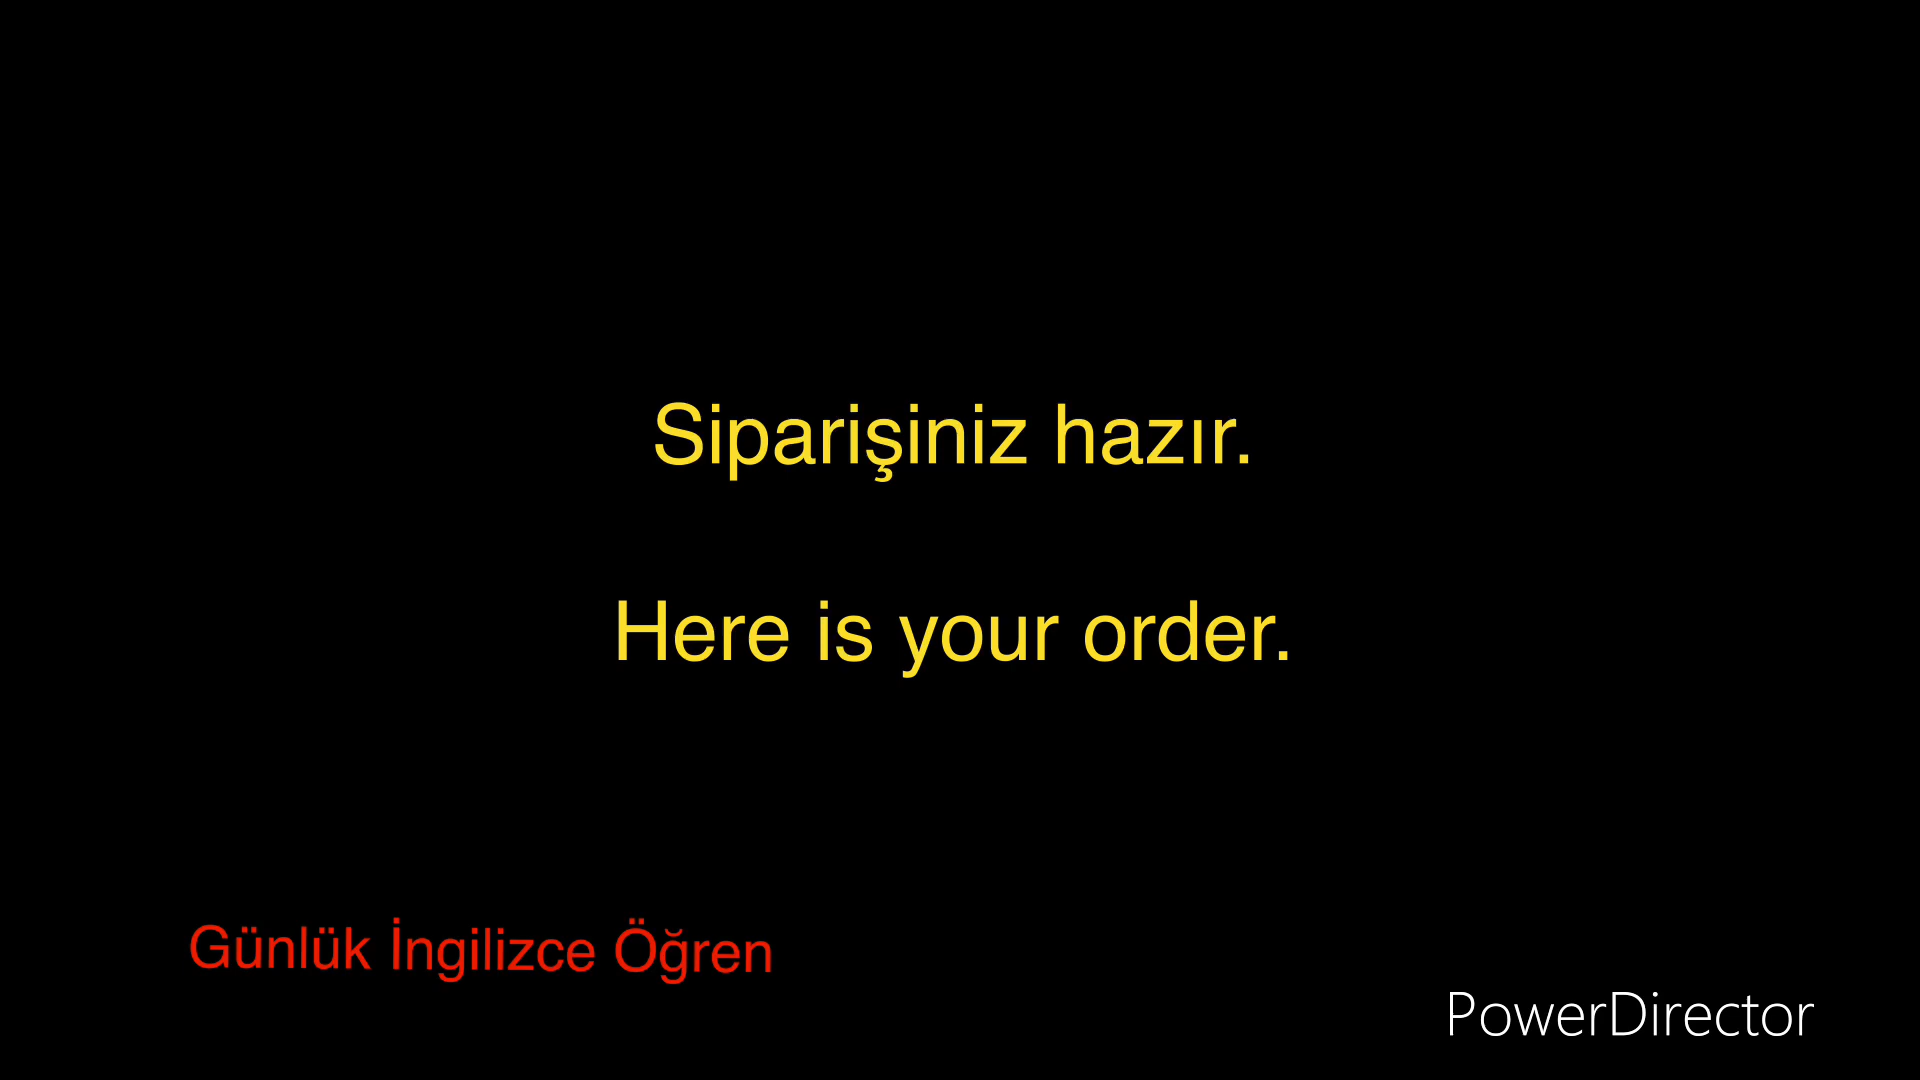 Siparişiniz hazır.
Here is your order.
Günlük İngilizce Öğren
PowerDirector